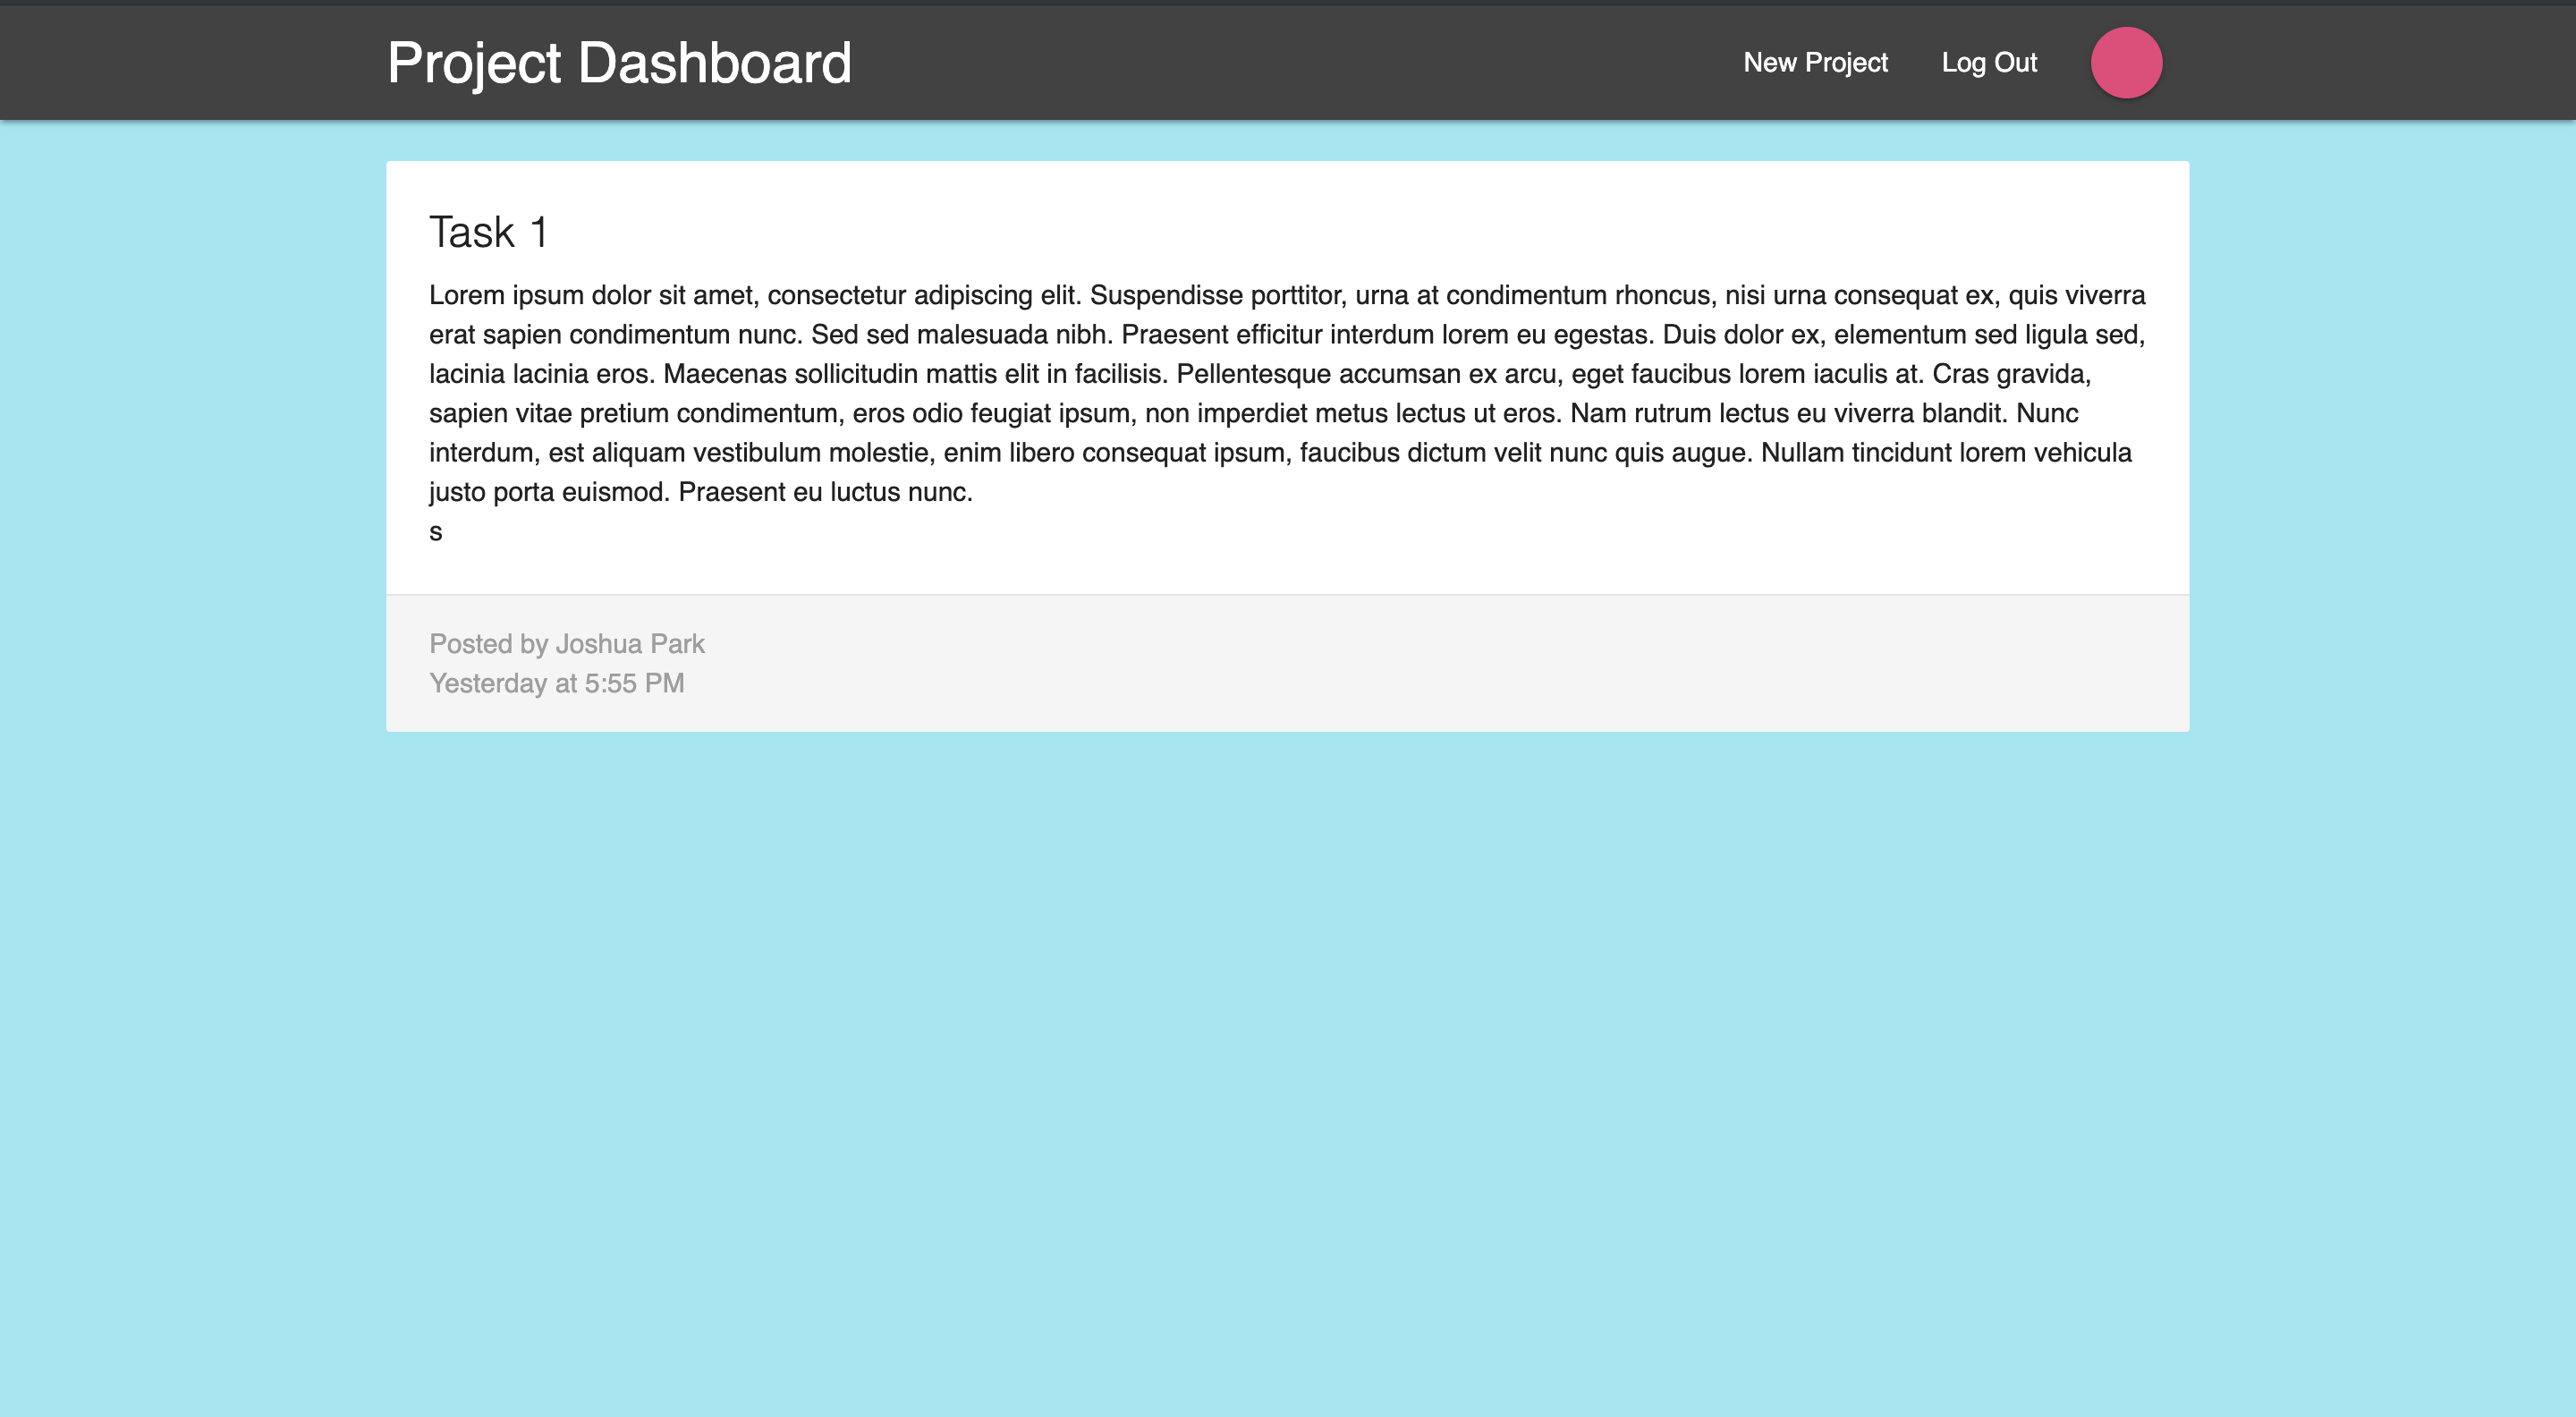 Project Dashboard
New Project
Log Out
Task 1
Lorem ipsum dolor sit amet, consectetur adipiscing elit. Suspendisse porttitor, urna at condimentum rhoncus, nisi urna consequat ex, quis viverra
erat sapien condimentum nunc. Sed sed malesuada nibh. Praesent efficitur interdum lorem eu egestas. Duis dolor ex, elementum sed ligula sed,
lacinia lacinia eros. Maecenas sollicitudin mattis elit in facilisis. Pellentesque accumsan ex arcu, eget faucibus lorem iaculis at. Cras gravida,
sapien vitae pretium condimentum, eros odio feugiat ipsum, non imperdiet metus lectus ut eros. Nam rutrum lectus eu viverra blandit. Nunc
interdum, est aliquam vestibulum molestie, enim libero consequat ipsum, faucibus dictum velit nunc quis augue. Nullam tincidunt lorem vehicula
justo porta euismod. Praesent eu luctus nunc.
s
Posted by Joshua Park
Yesterday at 5:55 PM